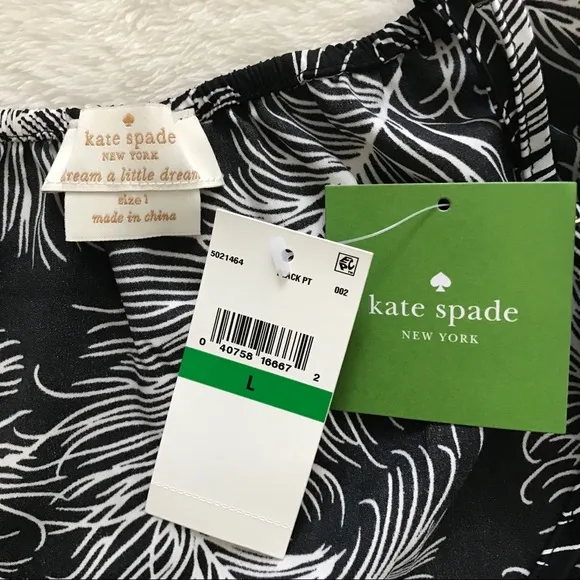 kate spade
NEW YORK
dream a little dream
size l
made in china
5021464
BLACK PT
002
0 40758 16667 2
L
kate spade
NEW YORK